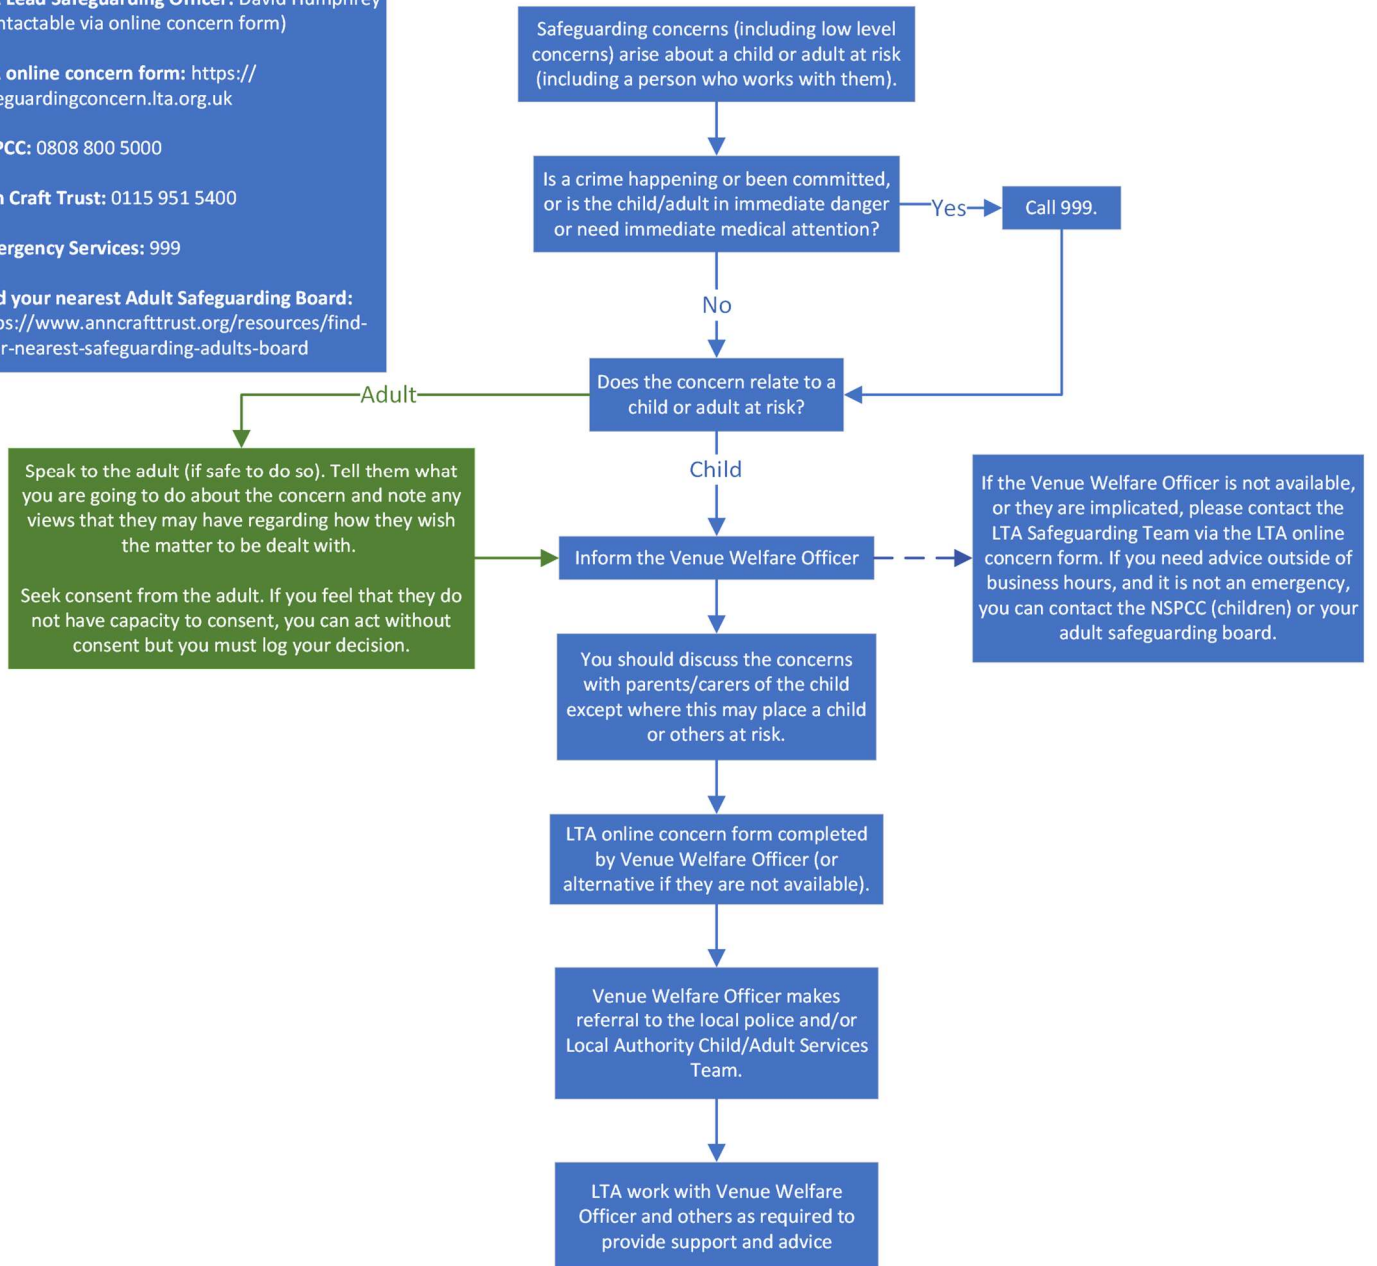 Lead Safeguarding Officer: David Humphrey
ntactable via online concern form)
online concern form: https://
eguardingconcern.lta.org.uk
PCC: 0808 800 5000
n Craft Trust: 0115 951 5400
ergency Services: 999
d your nearest Adult Safeguarding Board:
ps://www.anncrafttrust.org/resources/find-
r-nearest-safeguarding-adults-board
Safeguarding concerns (including low level
concerns) arise about a child or adult at risk
(including a person who works with them).
Is a crime happening or been committed,
or is the child/adult in immediate danger
or need immediate medical attention?
Yes
Call 999.
No
Does the concern relate to a
child or adult at risk?
Adult
Child
Speak to the adult (if safe to do so). Tell them what
you are going to do about the concern and note any
views that they may have regarding how they wish
the matter to be dealt with.
Seek consent from the adult. If you feel that they do
not have capacity to consent, you can act without
consent but you must log your decision.
Inform the Venue Welfare Officer
If the Venue Welfare Officer is not available,
or they are implicated, please contact the
LTA Safeguarding Team via the LTA online
concern form. If you need advice outside of
business hours, and it is not an emergency,
you can contact the NSPCC (children) or your
adult safeguarding board.
You should discuss the concerns
with parents/carers of the child
except where this may place a child
or others at risk.
LTA online concern form completed
by Venue Welfare Officer (or
alternative if they are not available).
Venue Welfare Officer makes
referral to the local police and/or
Local Authority Child/Adult Services
Team.
LTA work with Venue Welfare
Officer and others as required to
provide support and advice